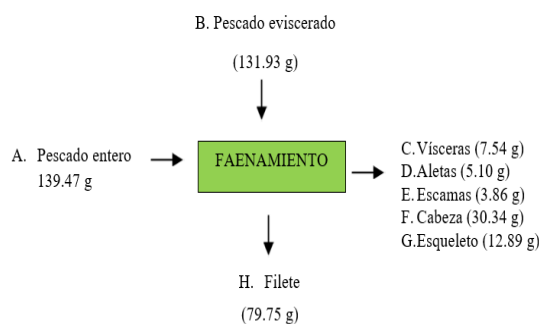 B. Pescado eviscerado
(131.93 g)
A. Pescado entero
139.47 g
FAENAMIENTO
C. Vísceras (7.54 g)
D. Aletas (5.10 g)
E. Escamas (3.86 g)
F. Cabeza (30.34 g)
G. Esqueleto (12.89 g)
H. Filete
(79.75 g)